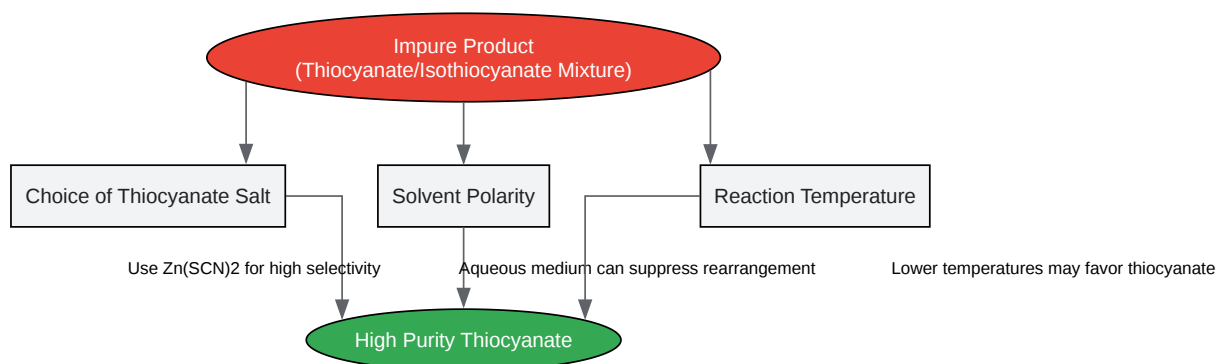 Impure Product
(Thiocyanate/Isothiocyanate Mixture)
Choice of Thiocyanate Salt
Solvent Polarity
Reaction Temperature
Use Zn(SCN)2 for high selectivity
Aqueous medium can suppress rearrangement
Lower temperatures may favor thiocyanate
High Purity Thiocyanate